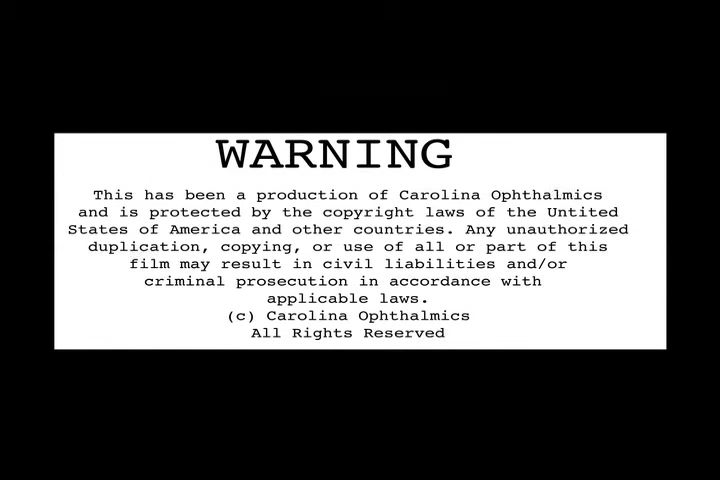 WARNING
This has been a production of Carolina Ophthalmics
and is protected by the copyright laws of the Untited
States of America and other countries. Any unauthorized
duplication, copying, or use of all or part of this
film may result in civil liabilities and/or
criminal prosecution in accordance with
applicable laws.
(c) Carolina Ophthalmics
All Rights Reserved